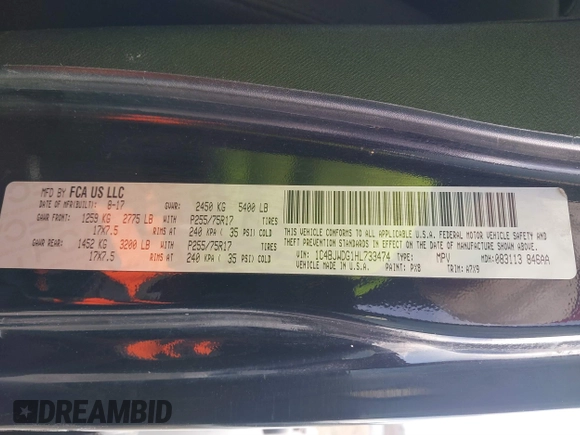 MFD BY FCA US LLC
DATE OF MFR(BUILT): 8-17 GVWR: 2450 KG 5400 LB
GAWR FRONT: 1259 KG 2775 LB WITH P255/75R17 TIRES
17X7.5 RIMS AT 240 KPA ( 35 PSI) COLD
GAWR REAR: 1452 KG 3200 LB WITH P255/75R17 TIRES
17X7.5 RIMS AT 240 KPA ( 35 PSI) COLD
THIS VEHICLE CONFORMS TO ALL APPLICABLE U.S.A. FEDERAL MOTOR VEHICLE SAFETY AND
THEFT PREVENTION STANDARDS IN EFFECT ON THE DATE OF MANUFACTURE SHOWN ABOVE.
VIN: 1C4BJWDG1HL733474 TYPE: MPV MDH: 083113 846AA
VEHICLE MADE IN U.S.A. PAINT: PX8 TRIM: A7X9
DREAMBID